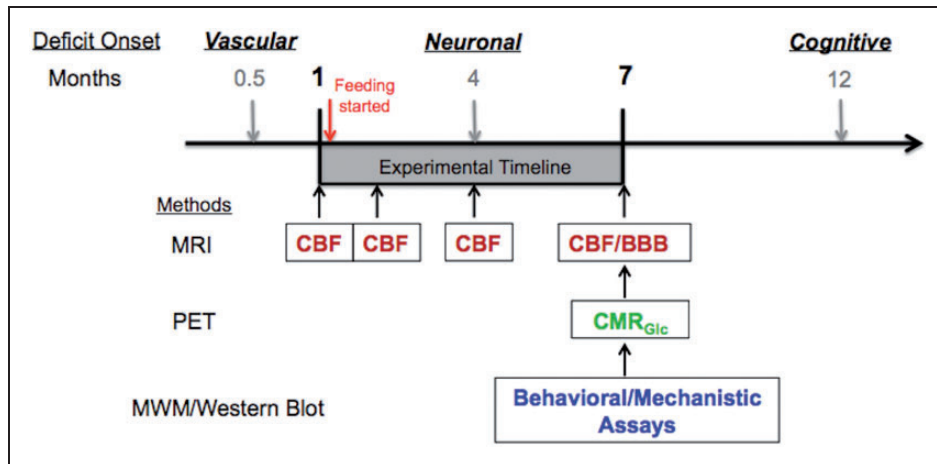 Deficit Onset Vascular Neuronal Cognitive
Months 0.5 1 4 7 12
Feeding
started
Experimental Timeline
Methods
MRI CBF CBF CBF CBF/BBB
PET CMRGlc
MWM/Western Blot Behavioral/Mechanistic
Assays